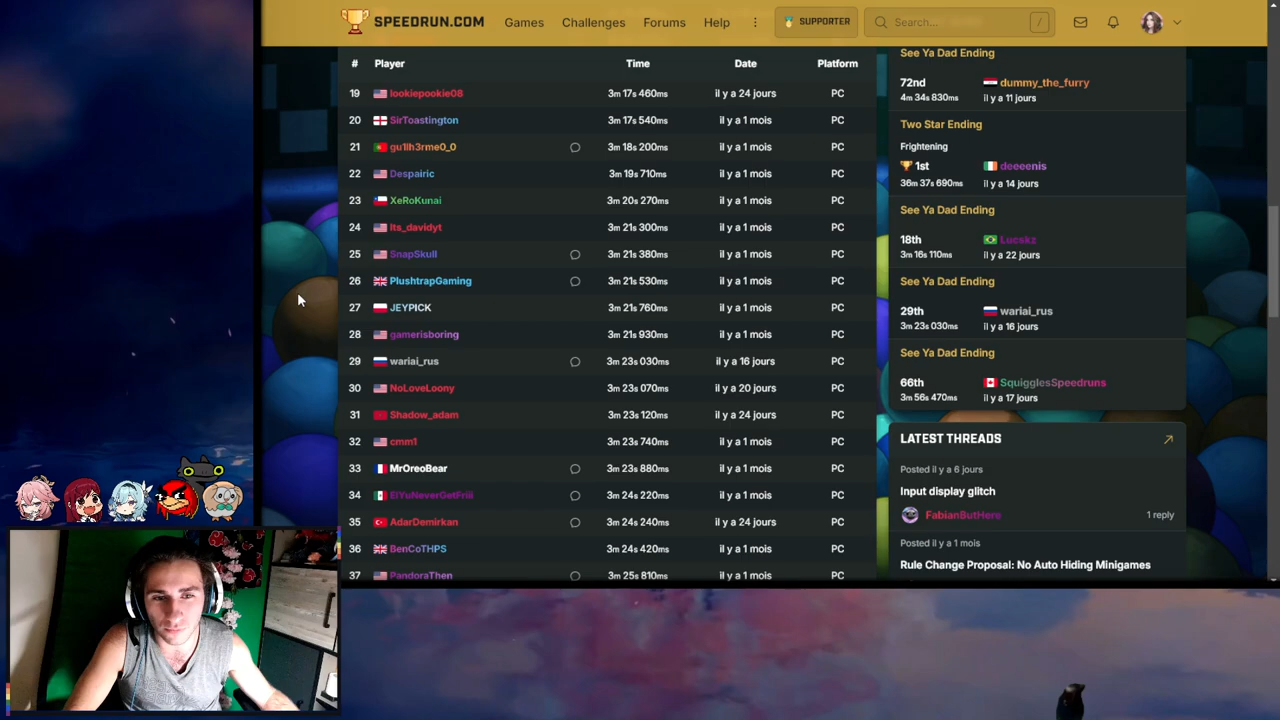 SPEEDRUN.COM Games Challenges Forums Help SUPPORTER Search... /
# Player Time Date Platform
19 lookiepookie08 3m 17s 460ms il y a 24 jours PC
20 SirToastington 3m 17s 540ms il y a 1 mois PC
21 gu1lh3rme0_0 3m 18s 200ms il y a 1 mois PC
22 Despairic 3m 19s 710ms il y a 1 mois PC
23 XeRoKunai 3m 20s 270ms il y a 1 mois PC
24 Its_davidyt 3m 21s 300ms il y a 1 mois PC
25 SnapSkull 3m 21s 380ms il y a 1 mois PC
26 PlushtrapGaming 3m 21s 530ms il y a 1 mois PC
27 JEYPICK 3m 21s 760ms il y a 1 mois PC
28 gamerisboring 3m 21s 930ms il y a 1 mois PC
29 wariai_rus 3m 23s 030ms il y a 16 jours PC
30 NoLoveLoony 3m 23s 070ms il y a 20 jours PC
31 Shadow_adam 3m 23s 120ms il y a 24 jours PC
32 cmm1 3m 23s 740ms il y a 1 mois PC
33 MrOreoBear 3m 23s 880ms il y a 1 mois PC
34 ElYuNeverGetFriii 3m 24s 220ms il y a 1 mois PC
35 AdarDemirkan 3m 24s 240ms il y a 24 jours PC
36 BenCoTHPS 3m 24s 420ms il y a 1 mois PC
37 PandoraThen 3m 25s 810ms il y a 1 mois PC
See Ya Dad Ending
72nd dummy_the_furry
4m 34s 830ms il y a 11 jours
Two Star Ending
Frightening
1st deeeenis
36m 37s 690ms il y a 14 jours
See Ya Dad Ending
18th Lucskz
3m 16s 110ms il y a 22 jours
See Ya Dad Ending
29th wariai_rus
3m 23s 030ms il y a 16 jours
See Ya Dad Ending
66th SquigglesSpeedruns
3m 56s 470ms il y a 17 jours
LATEST THREADS
Posted il y a 6 jours
Input display glitch
FabianButHere 1 reply
Posted il y a 1 mois
Rule Change Proposal: No Auto Hiding Minigames